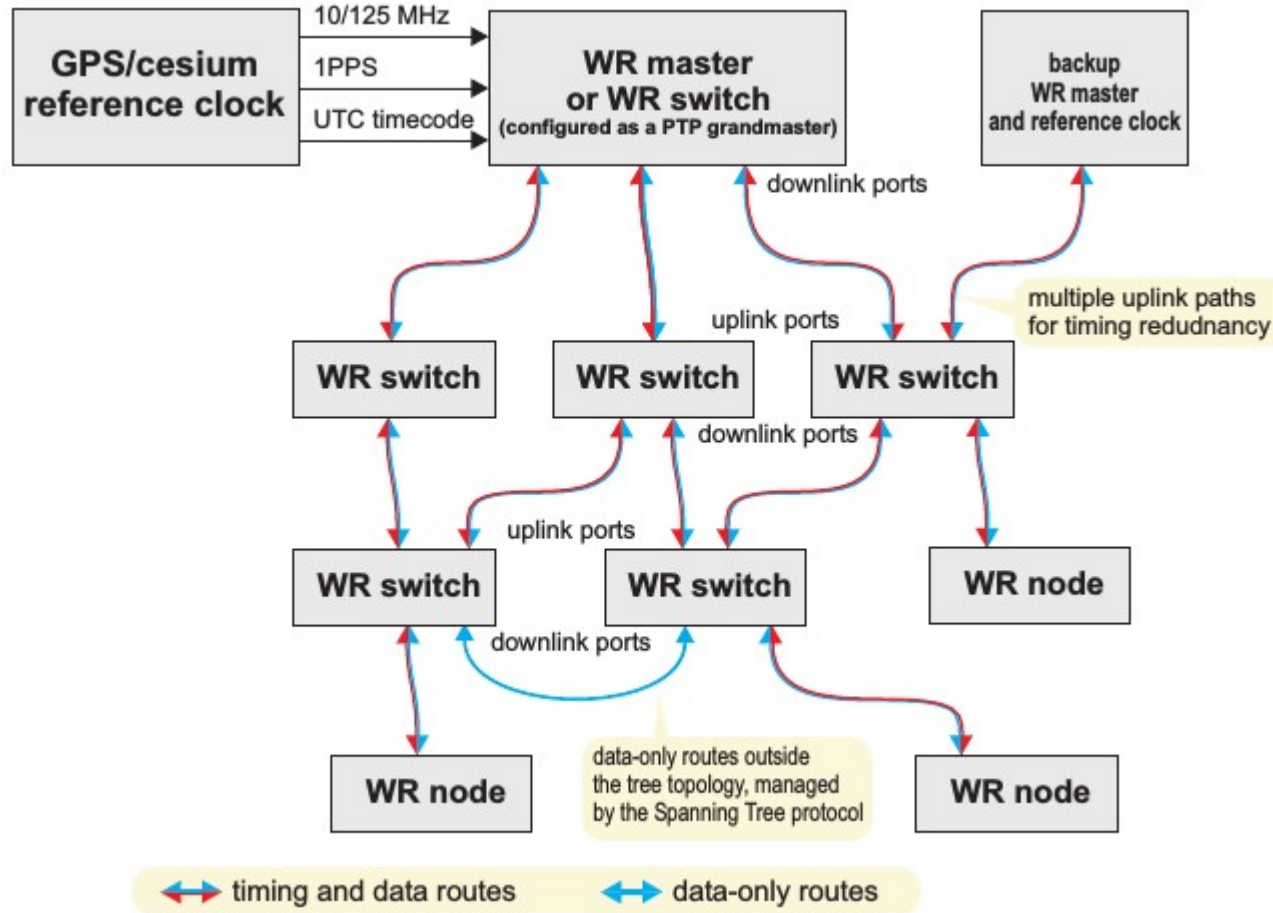 10/125 MHz
GPS/cesium
reference clock
1PPS
UTC timecode
WR master
or WR switch
(configured as a PTP grandmaster)
backup
WR master
and reference clock
downlink ports
multiple uplink paths
for timing redudnancy
uplink ports
WR switch
WR switch
WR switch
downlink ports
uplink ports
WR switch
WR switch
WR node
downlink ports
data-only routes outside
the tree topology, managed
by the Spanning Tree protocol
WR node
WR node
timing and data routes
data-only routes